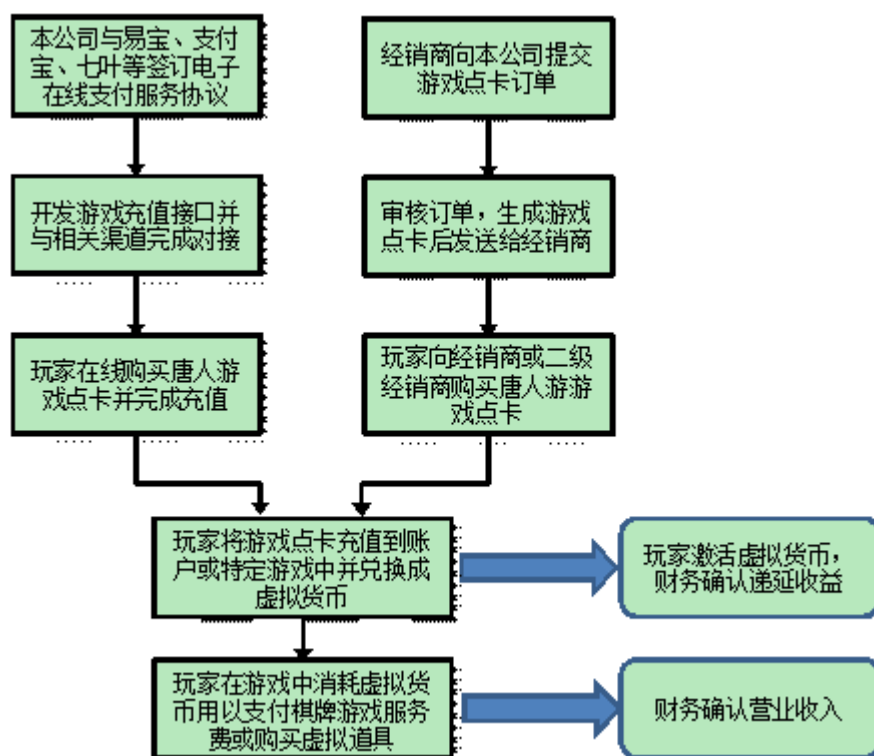 本公司与易宝、支付
宝、七叶等签订电子
在线支付服务协议
经销商向本公司提交
游戏点卡订单
开发游戏充值接口并
与相关渠道完成对接
审核订单，生成游戏
点卡后发送给经销商
玩家在线购买唐人游
戏点卡并完成充值
玩家向经销商或二级
经销商购买唐人游游
戏点卡
玩家将游戏点卡充值到账
户或特定游戏中并兑换成
虚拟货币
玩家激活虚拟货币，
财务确认递延收益
玩家在游戏中消耗虚拟货
币用以支付棋牌游戏服务
费或购买虚拟道具
财务确认营业收入